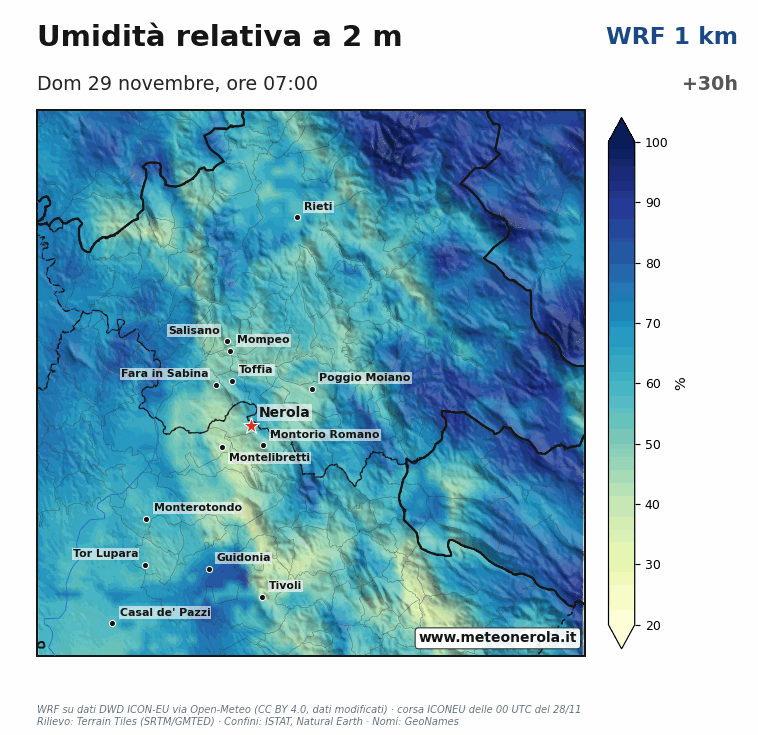 Umidità relativa a 2 m
WRF 1 km
Dom 29 novembre, ore 07:00
+30h
Rieti
Salisano
Mompeo
Fara in Sabina
Toffia
Poggio Moiano
Nerola
Montorio Romano
Montelibretti
Monterotondo
Tor Lupara
Guidonia
Tivoli
Casal de' Pazzi
www.meteonerola.it
100
90
80
70
60
50
40
30
20
%
WRF su dati DWD ICON-EU via Open-Meteo (CC BY 4.0, dati modificati) · corsa ICONEU delle 00 UTC del 28/11
Rilievo: Terrain Tiles (SRTM/GMTED) · Confini: ISTAT, Natural Earth · Nomi: GeoNames